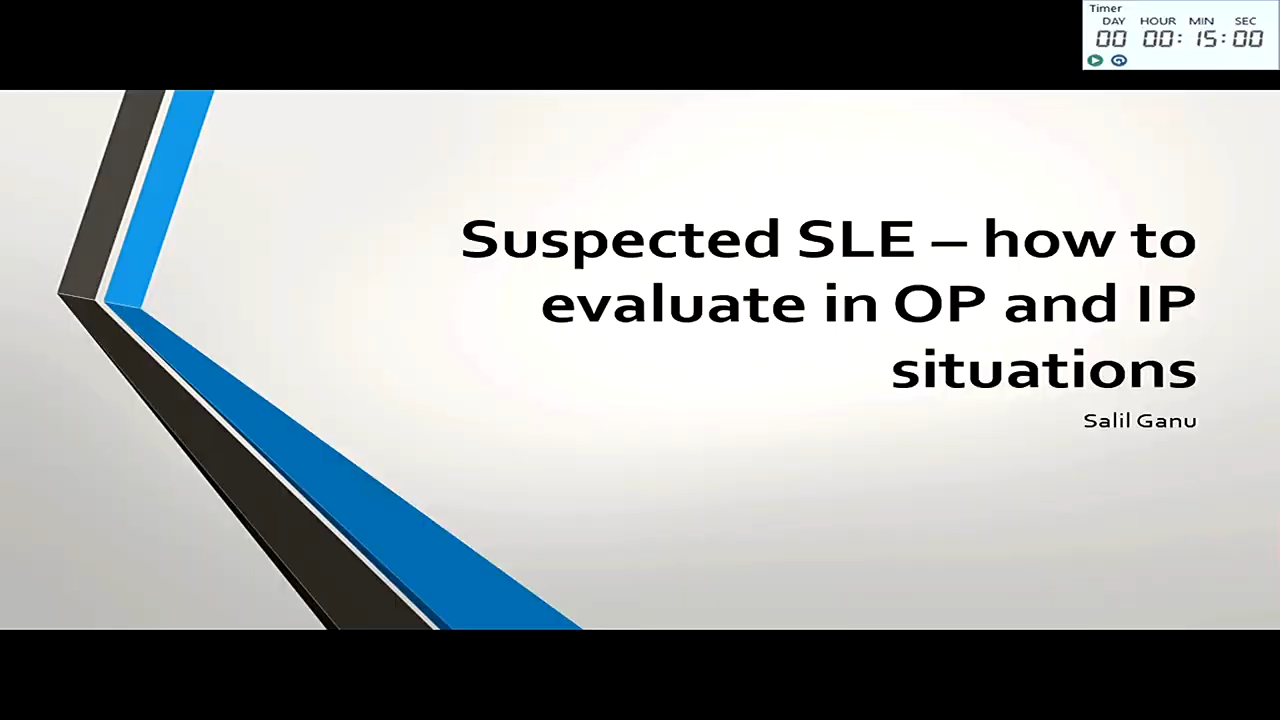 Timer
DAY HOUR MIN SEC
00 00: 15: 00
Suspected SLE – how to
evaluate in OP and IP
situations
Salil Ganu